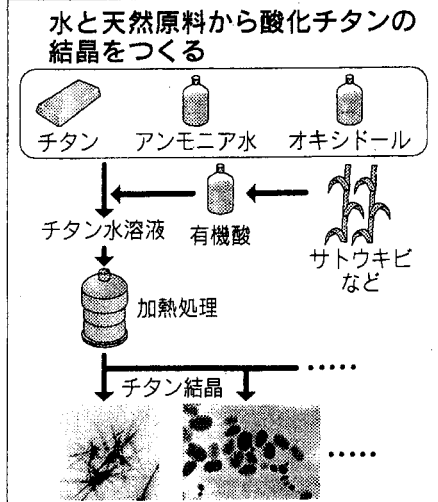 水と天然原料から酸化チタンの
結晶をつくる
チタン
アンモニア水
オキシドール
チタン水溶液
有機酸
サトウキビ
など
加熱処理
チタン結晶